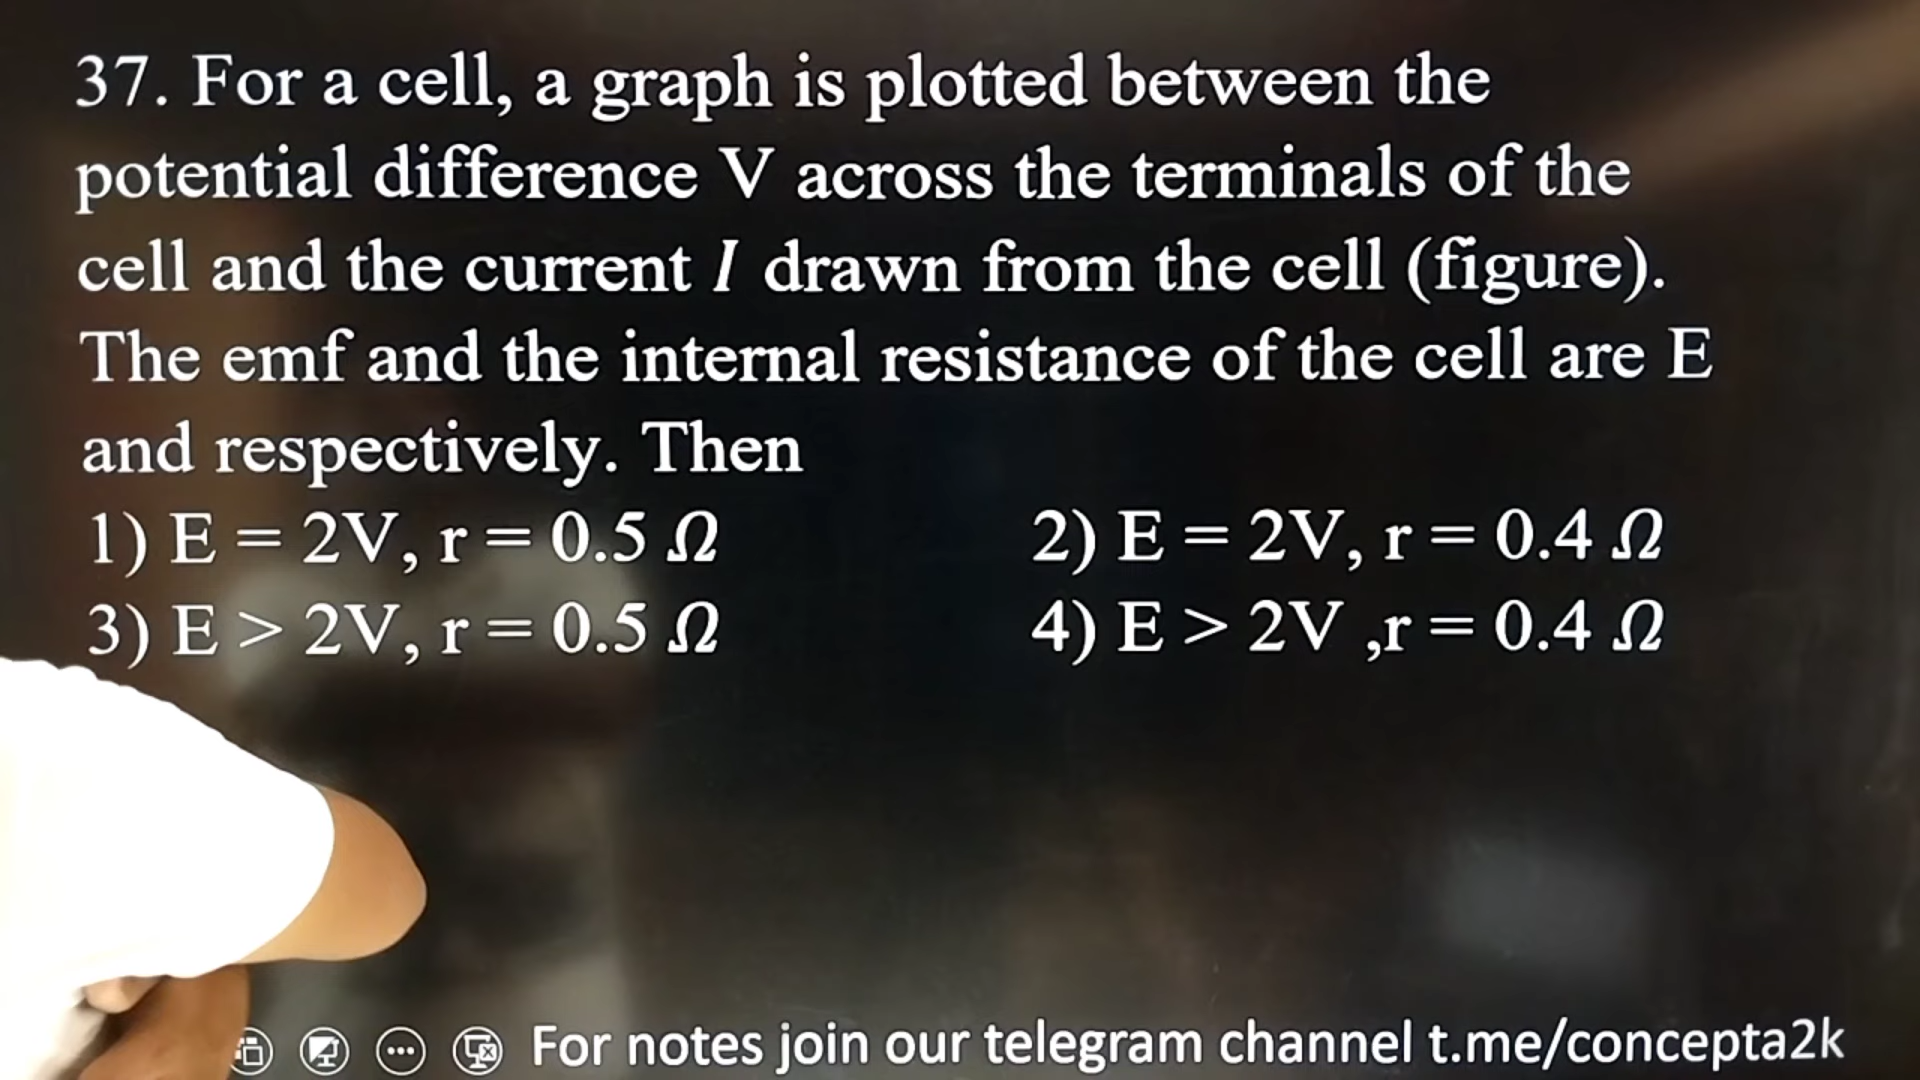 37. For a cell, a graph is plotted between the
potential difference V across the terminals of the
cell and the current I drawn from the cell (figure).
The emf and the internal resistance of the cell are E
and respectively. Then
1) E = 2V, r = 0.5 Ω 2) E = 2V, r = 0.4 Ω
3) E > 2V, r = 0.5 Ω 4) E > 2V ,r = 0.4 Ω
For notes join our telegram channel t.me/concepta2k